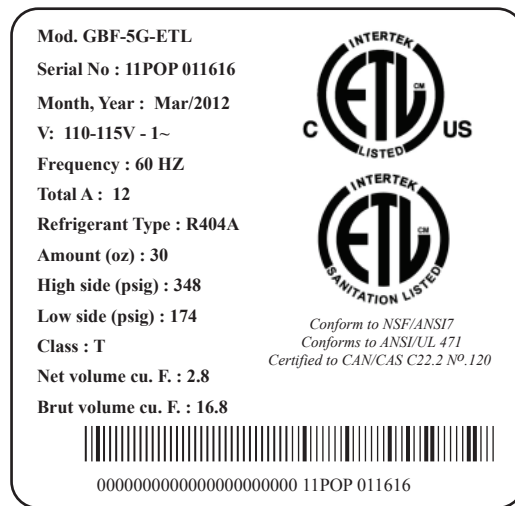 Mod. GBF-5G-ETL
Serial No : 11POP 011616
Month, Year : Mar/2012
V: 110-115V - 1~
Frequency : 60 HZ
Total A : 12
Refrigerant Type : R404A
Amount (oz) : 30
High side (psig) : 348
Low side (psig) : 174
Class : T
Net volume cu. F. : 2.8
Brut volume cu. F. : 16.8
INTERTEK
ETL CM
C US
LISTED
INTERTEK
ETL CM
SANITATION LISTED
Conform to NSF/ANSI7
Conforms to ANSI/UL 471
Certified to CAN/CAS C22.2 Nº.120
0000000000000000000000 11POP 011616